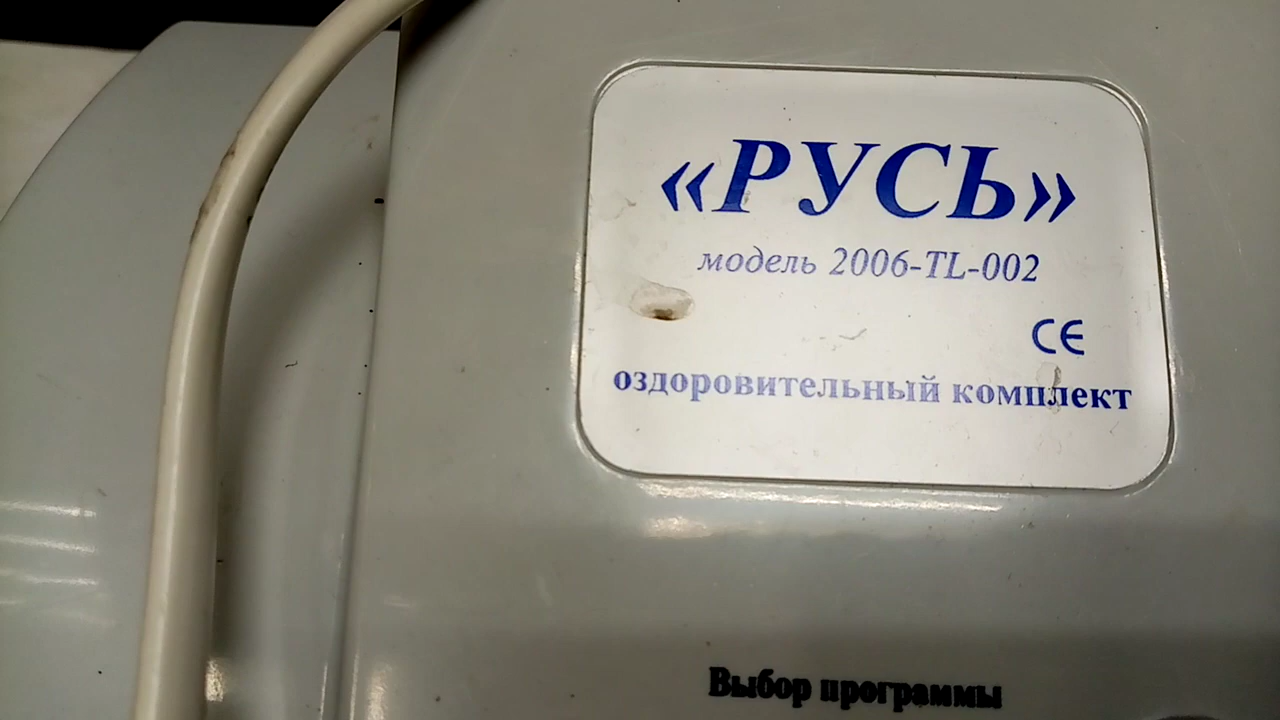 «РУСЬ»
модель 2006-TL-002
CE
оздоровительный комплект
Выбор программы